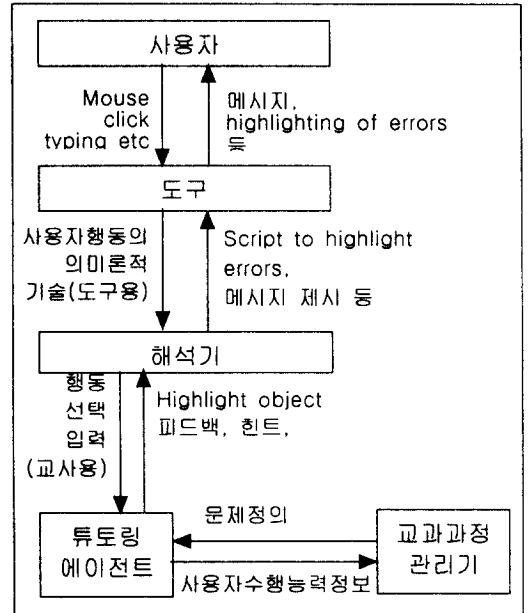 사용자
Mouse
click
typing etc
메시지,
highlighting of errors
등
도구
사용자행동의
의미론적
기술(도구용)
Script to highlight
errors,
메시지 제시 등
해석기
행동
선택
입력
(교사용)
Highlight object
피드백, 힌트,
튜토링
에이전트
문제정의
사용자수행능력정보
교과과정
관리기